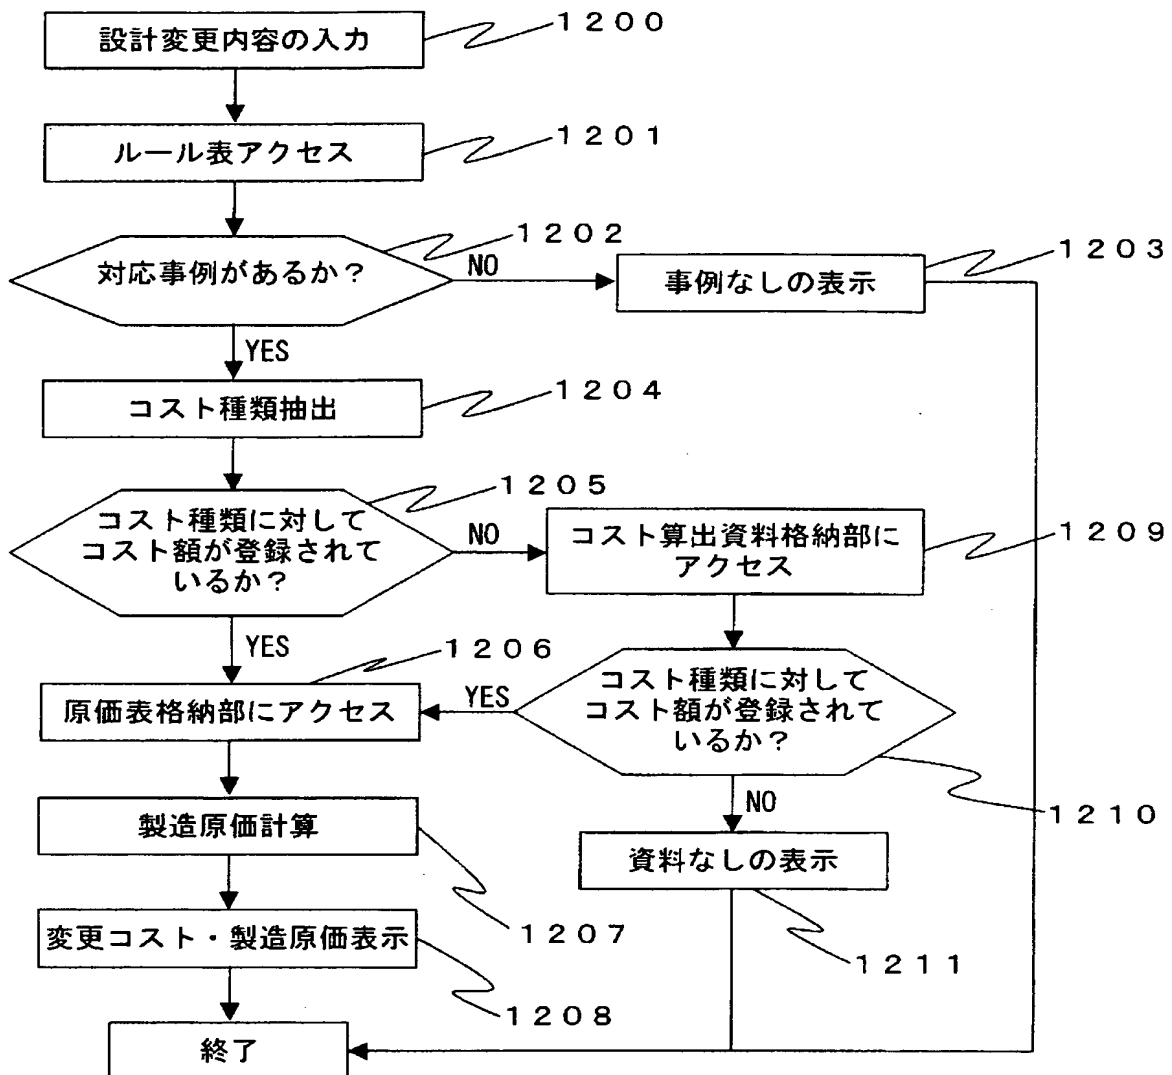 設計変更内容の入力
1200
ルール表アクセス
1201
対応事例があるか?
1202
NO
事例なしの表示
1203
YES
コスト種類抽出
1204
コスト種類に対して
コスト額が登録されて
いるか?
1205
NO
コスト算出資料格納部に
アクセス
1209
YES
原価表格納部にアクセス
1206
YES
コスト種類に対して
コスト額が登録されて
いるか?
1210
NO
製造原価計算
1207
資料なしの表示
1211
変更コスト・製造原価表示
1208
終了